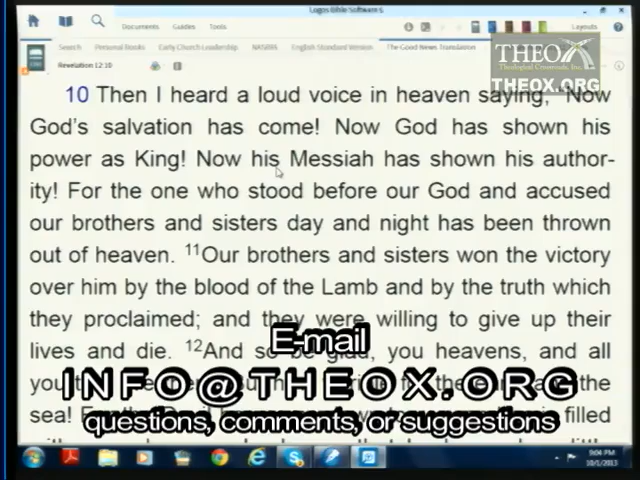 Logos Bible Software 5
Documents Guides Tools Layouts
Search Personal Books Early Church Leadership NASB95 English Standard Version The Good News Translation
Revelation 12:10
THEOX
Theological Crossroads, Inc.
THEOX.ORG
10 Then I heard a loud voice in heaven saying, "Now
God's salvation has come! Now God has shown his
power as King! Now his Messiah has shown his author-
ity! For the one who stood before our God and accused
our brothers and sisters day and night has been thrown
out of heaven. 11Our brothers and sisters won the victory
over him by the blood of the Lamb and by the truth which
they proclaimed; and they were willing to give up their
lives and die. 12And so be glad, you heavens, and all
you the
sea! filled
E-mail
INFO@THEOX.ORG
questions, comments, or suggestions
9:04 PM
10/1/2013